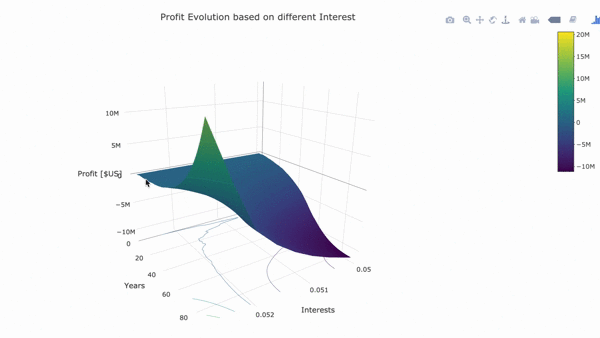 Profit Evolution based on different Interest
20M
15M
10M
5M
0
−5M
−10M
10M
5M
Profit [$US]
−5M
−10M
0
20
40
60
80
Years
0.05
0.051
0.052
Interests